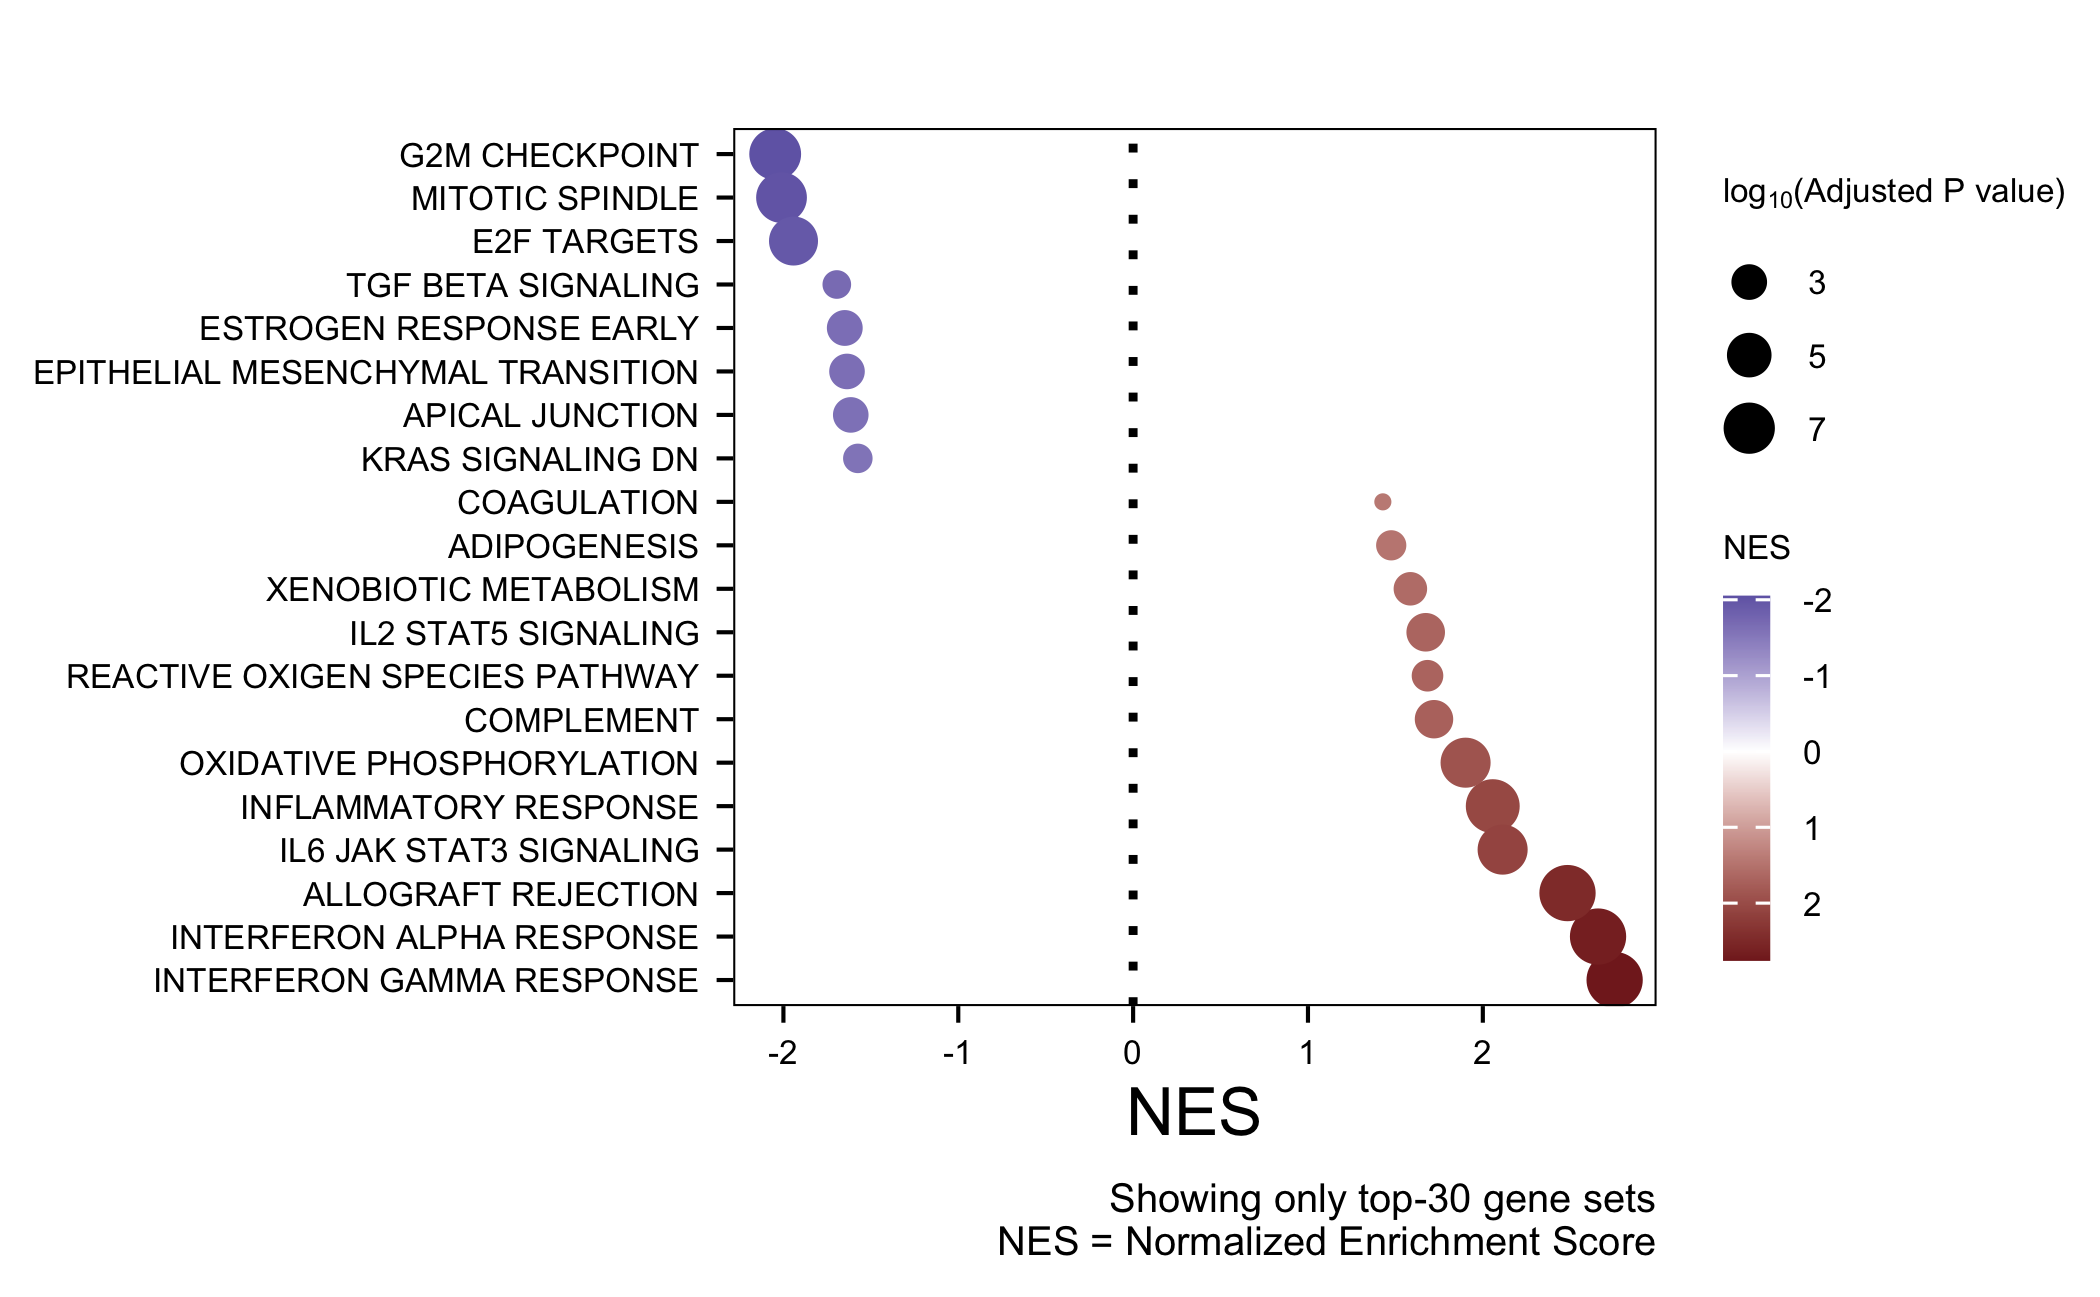 G2M CHECKPOINT
MITOTIC SPINDLE
E2F TARGETS
TGF BETA SIGNALING
ESTROGEN RESPONSE EARLY
EPITHELIAL MESENCHYMAL TRANSITION
APICAL JUNCTION
KRAS SIGNALING DN
COAGULATION
ADIPOGENESIS
XENOBIOTIC METABOLISM
IL2 STAT5 SIGNALING
REACTIVE OXIGEN SPECIES PATHWAY
COMPLEMENT
OXIDATIVE PHOSPHORYLATION
INFLAMMATORY RESPONSE
IL6 JAK STAT3 SIGNALING
ALLOGRAFT REJECTION
INTERFERON ALPHA RESPONSE
INTERFERON GAMMA RESPONSE
-2 -1 0 1 2
NES
Showing only top-30 gene sets
NES = Normalized Enrichment Score
log₁₀(Adjusted P value)
3
5
7
NES
-2
-1
0
1
2